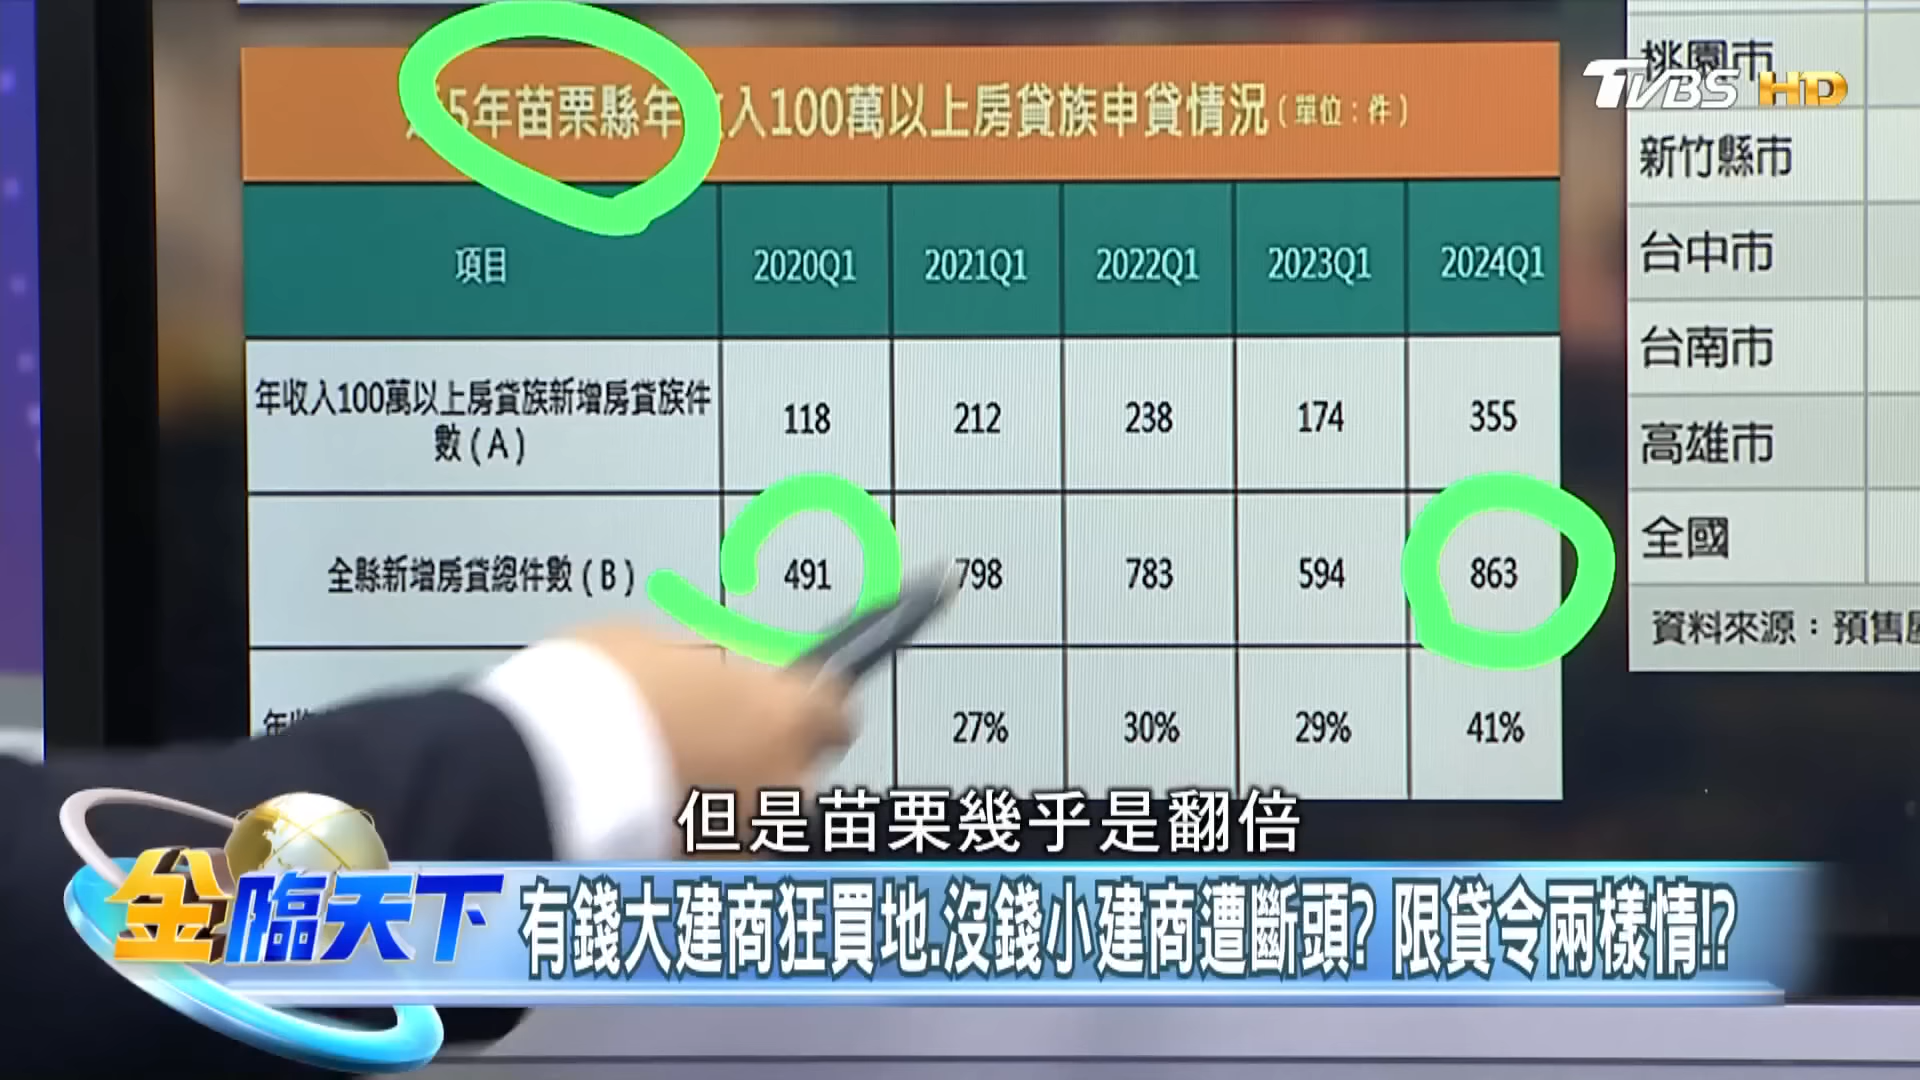 5年苗栗縣年收入100萬以上房貸族申貸情況(單位:件)
項目 2020Q1 2021Q1 2022Q1 2023Q1 2024Q1
年收入100萬以上房貸族新增房貸族件
數(A) 118 212 238 174 355
全縣新增房貸總件數(B) 491 798 783 594 863
27% 30% 29% 41%
桃園市
新竹縣市
台中市
台南市
高雄市
全國
資料來源:預售屋
TVBS HD
但是苗栗幾乎是翻倍
金臨天下
有錢大建商狂買地.沒錢小建商遭斷頭? 限貸令兩樣情!?